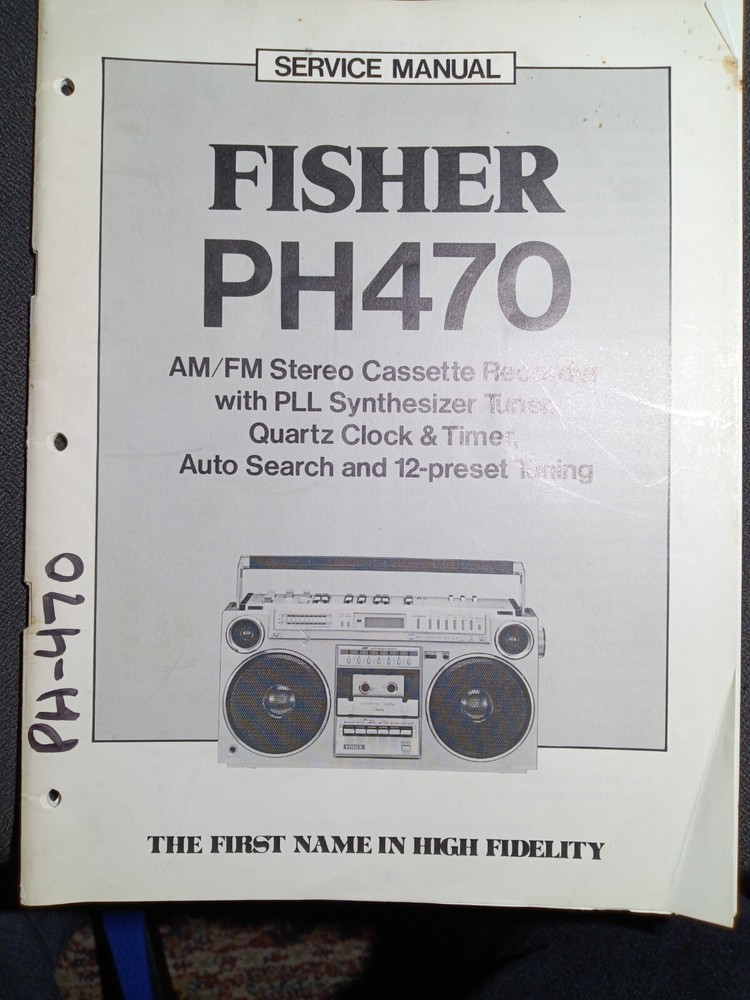 SERVICE MANUAL
FISHER
PH470
AM/FM Stereo Cassette Recorder
with PLL Synthesizer Tuner,
Quartz Clock & Timer,
Auto Search and 12-preset Tuning
PH-470
FISHER
THE FIRST NAME IN HIGH FIDELITY